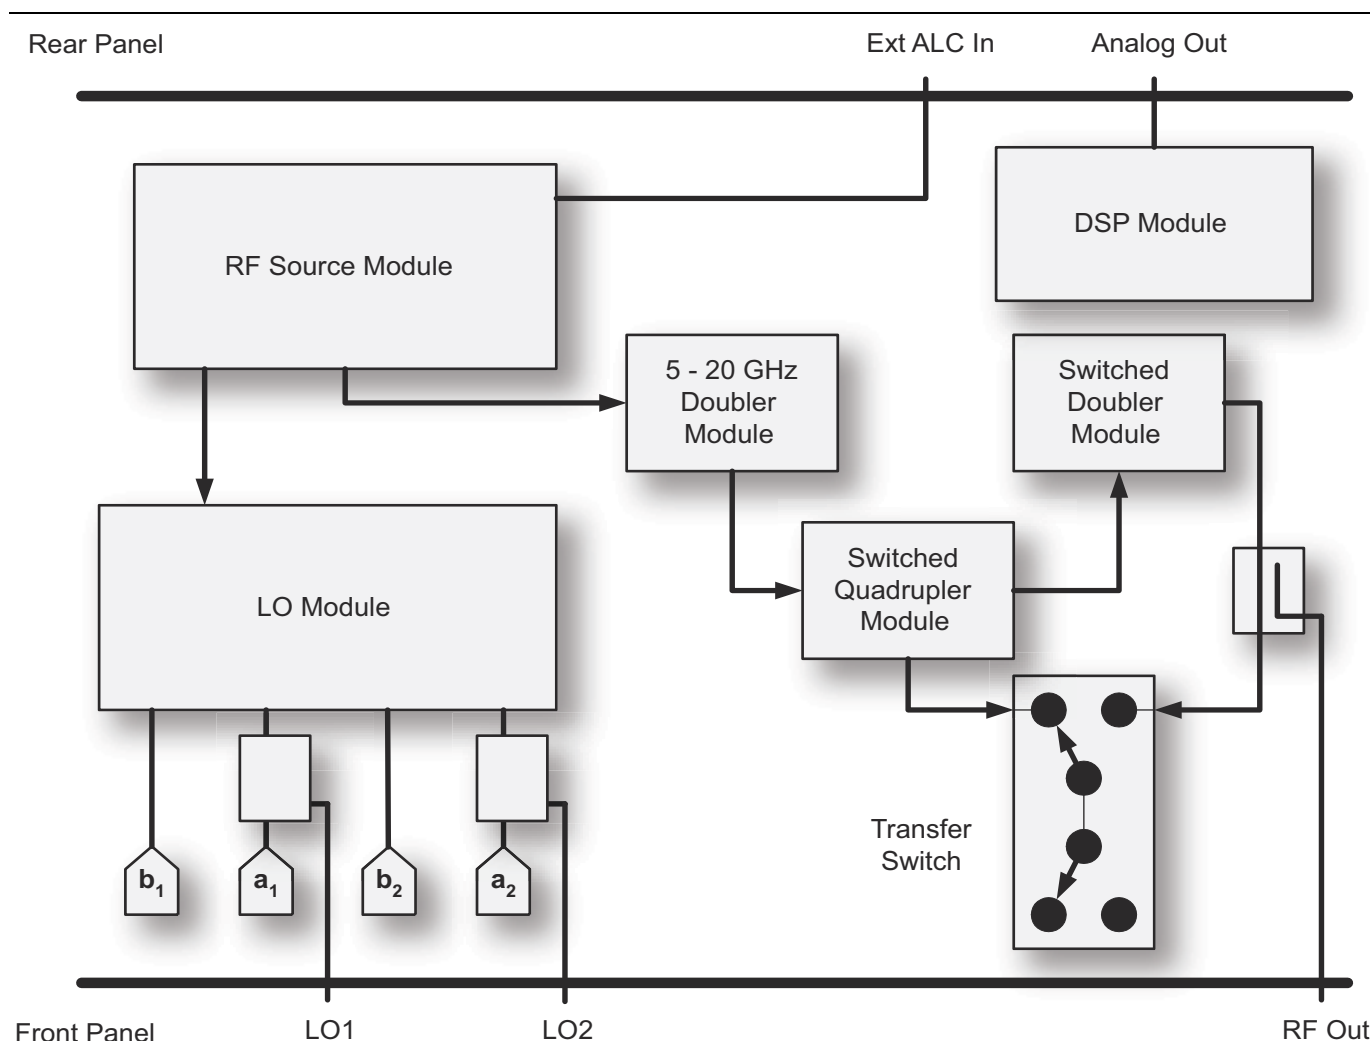 Rear Panel
Ext ALC In
Analog Out
RF Source Module
DSP Module
5 - 20 GHz
Doubler
Module
Switched
Doubler
Module
Switched
Quadrupler
Module
LO Module
Transfer
Switch
b1
a1
b2
a2
Front Panel
LO1
LO2
RF Out